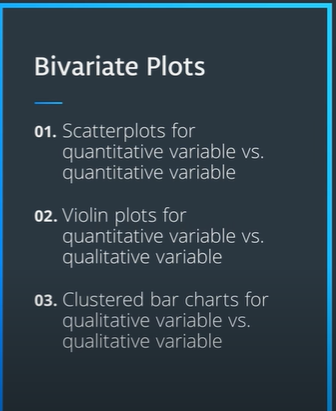 Bivariate Plots
01. Scatterplots for
quantitative variable vs.
quantitative variable
02. Violin plots for
quantitative variable vs.
qualitative variable
03. Clustered bar charts for
qualitative variable vs.
qualitative variable